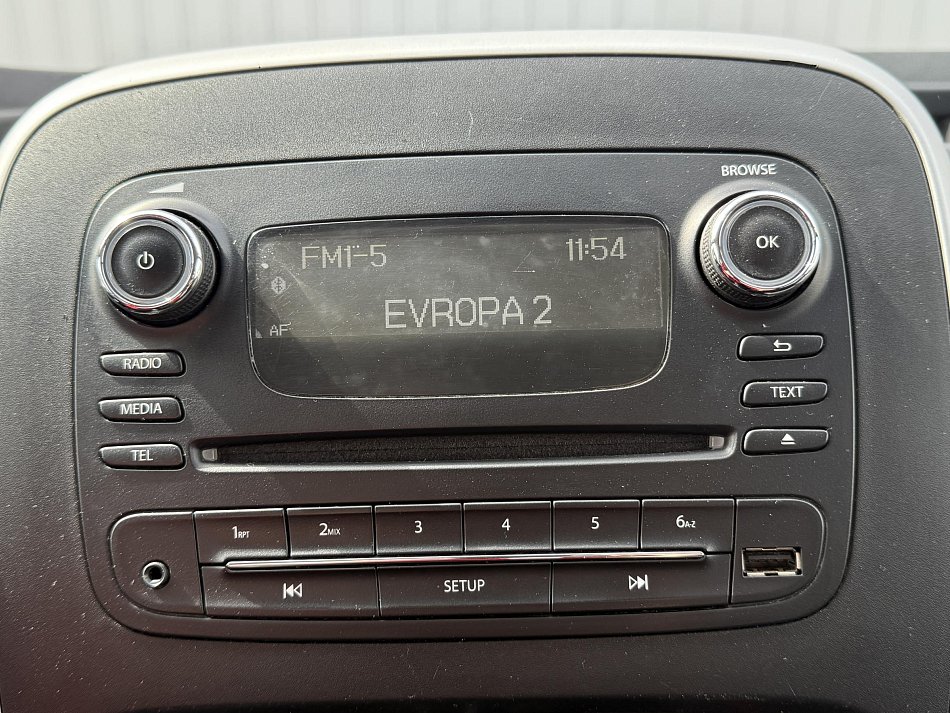 BROWSE
OK
FM1-5 11:54
EVROPA 2
AF
RADIO
MEDIA
TEL
TEXT
1RPT 2MIX 3 4 5 6A-Z
SETUP